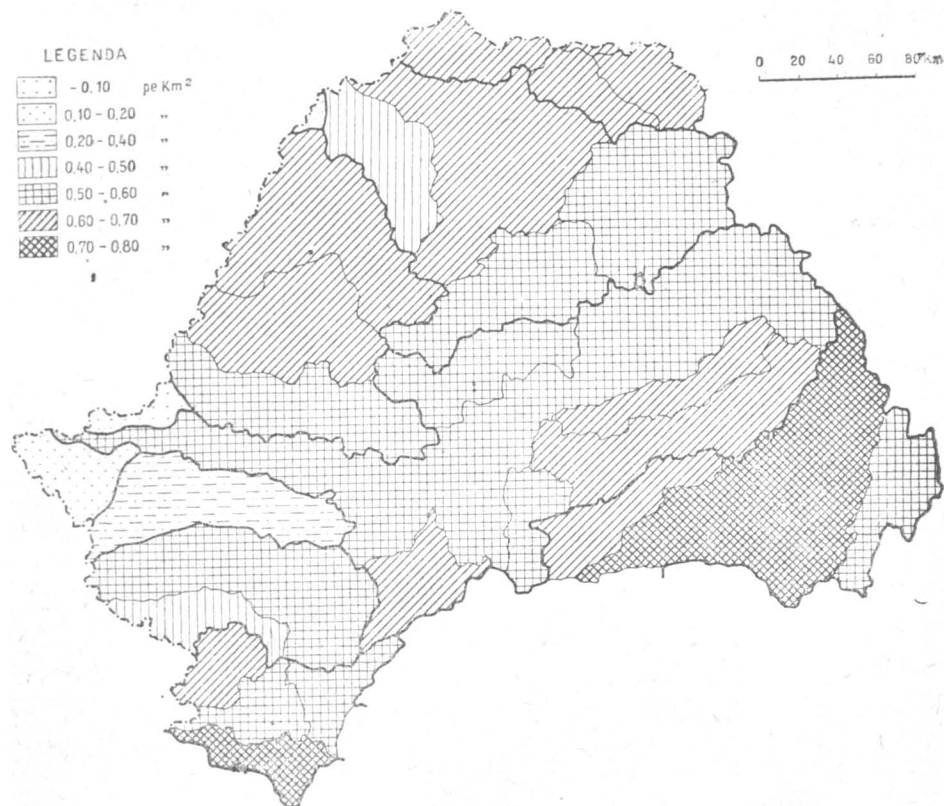 LEGENDA
- 0,10 pe Km²
0,10 - 0,20 "
0,20 - 0,40 "
0,40 - 0,50 "
0,50 - 0,60 "
0,60 - 0,70 "
0,70 - 0,80 "
0 20 40 60 80 Km